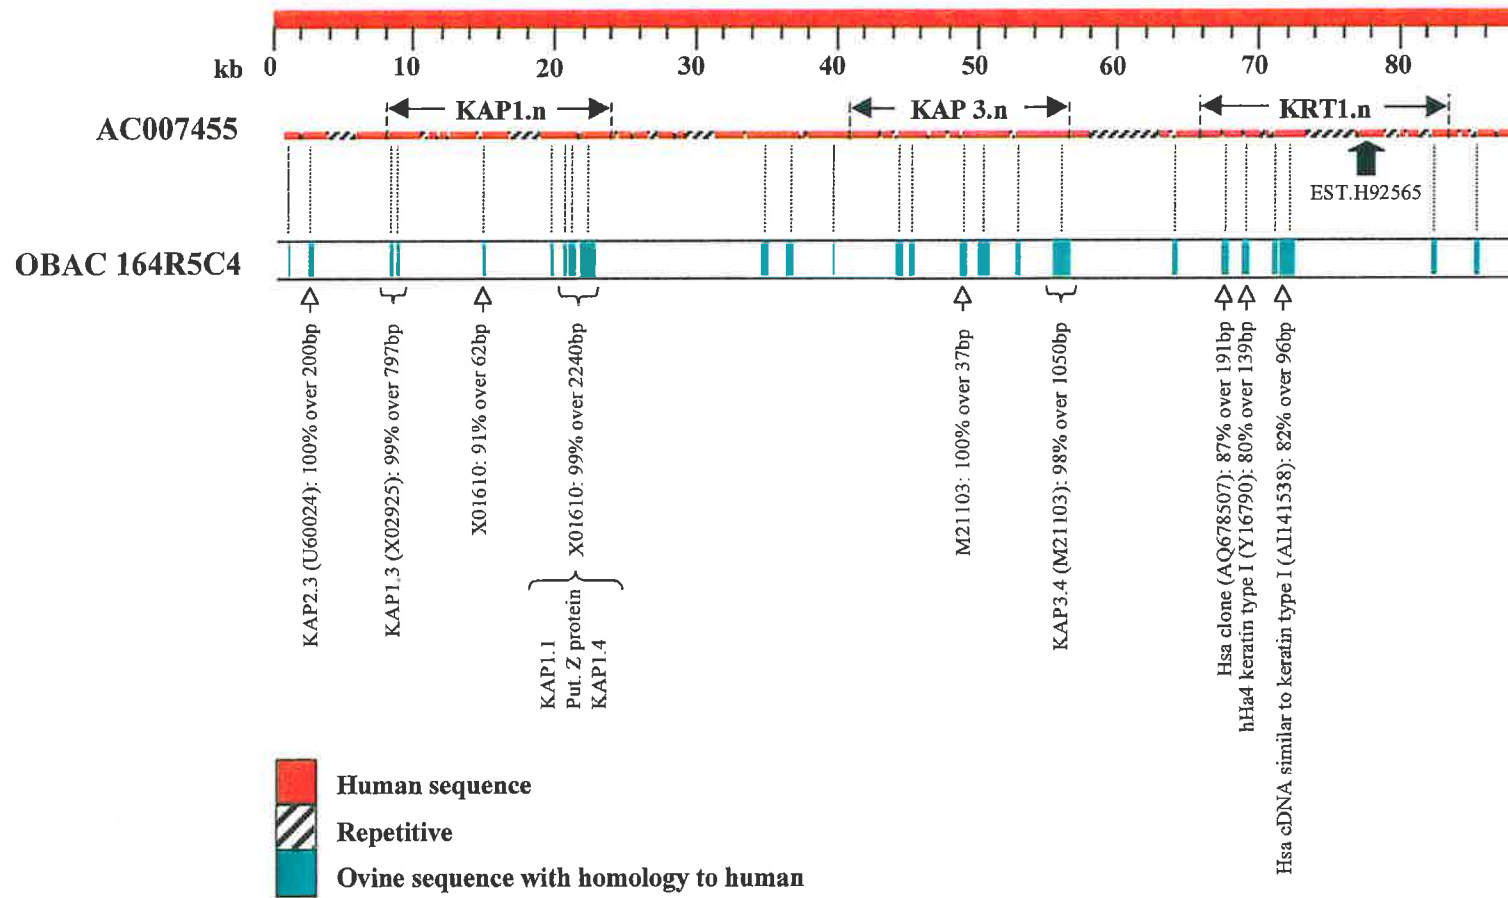 kb 0 10 20 30 40 50 60 70 80
KAP1.n KAP 3.n KRT1.n
AC007455
EST.H92565
OBAC 164R5C4
KAP2.3 (U60024): 100% over 200bp
KAP1.3 (X02925): 99% over 797bp
X01610: 91% over 62bp
X01610: 99% over 2240bp
KAP1.1
Put. Z protein
KAP1.4
M21103: 100% over 37bp
KAP3.4 (M21103): 98% over 1050bp
Hsa clone (AQ678507): 87% over 191bp
hHa4 keratin type I (Y16790): 80% over 139bp
Hsa cDNA similar to keratin type I (AI141538): 82% over 96bp
Human sequence
Repetitive
Ovine sequence with homology to human